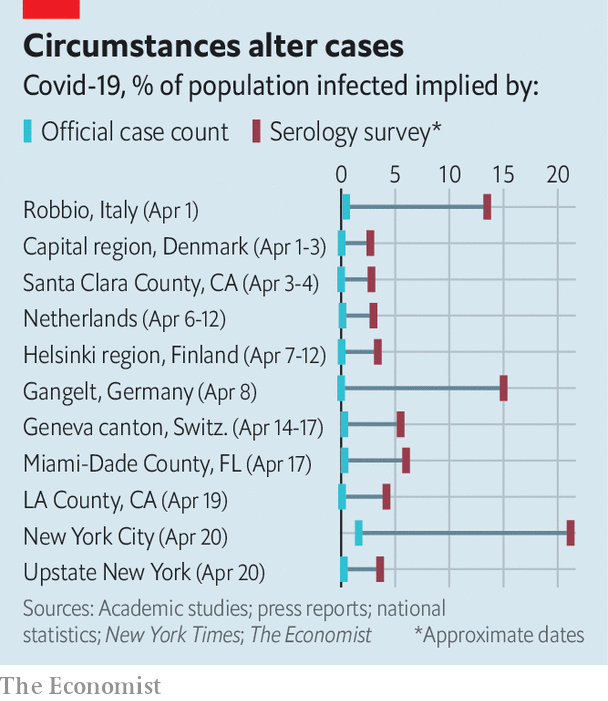 Circumstances alter cases
Covid-19, % of population infected implied by:
Official case count Serology survey*
0 5 10 15 20
Robbio, Italy (Apr 1)
Capital region, Denmark (Apr 1-3)
Santa Clara County, CA (Apr 3-4)
Netherlands (Apr 6-12)
Helsinki region, Finland (Apr 7-12)
Gangelt, Germany (Apr 8)
Geneva canton, Switz. (Apr 14-17)
Miami-Dade County, FL (Apr 17)
LA County, CA (Apr 19)
New York City (Apr 20)
Upstate New York (Apr 20)
Sources: Academic studies; press reports; national
statistics; New York Times; The Economist *Approximate dates
The Economist